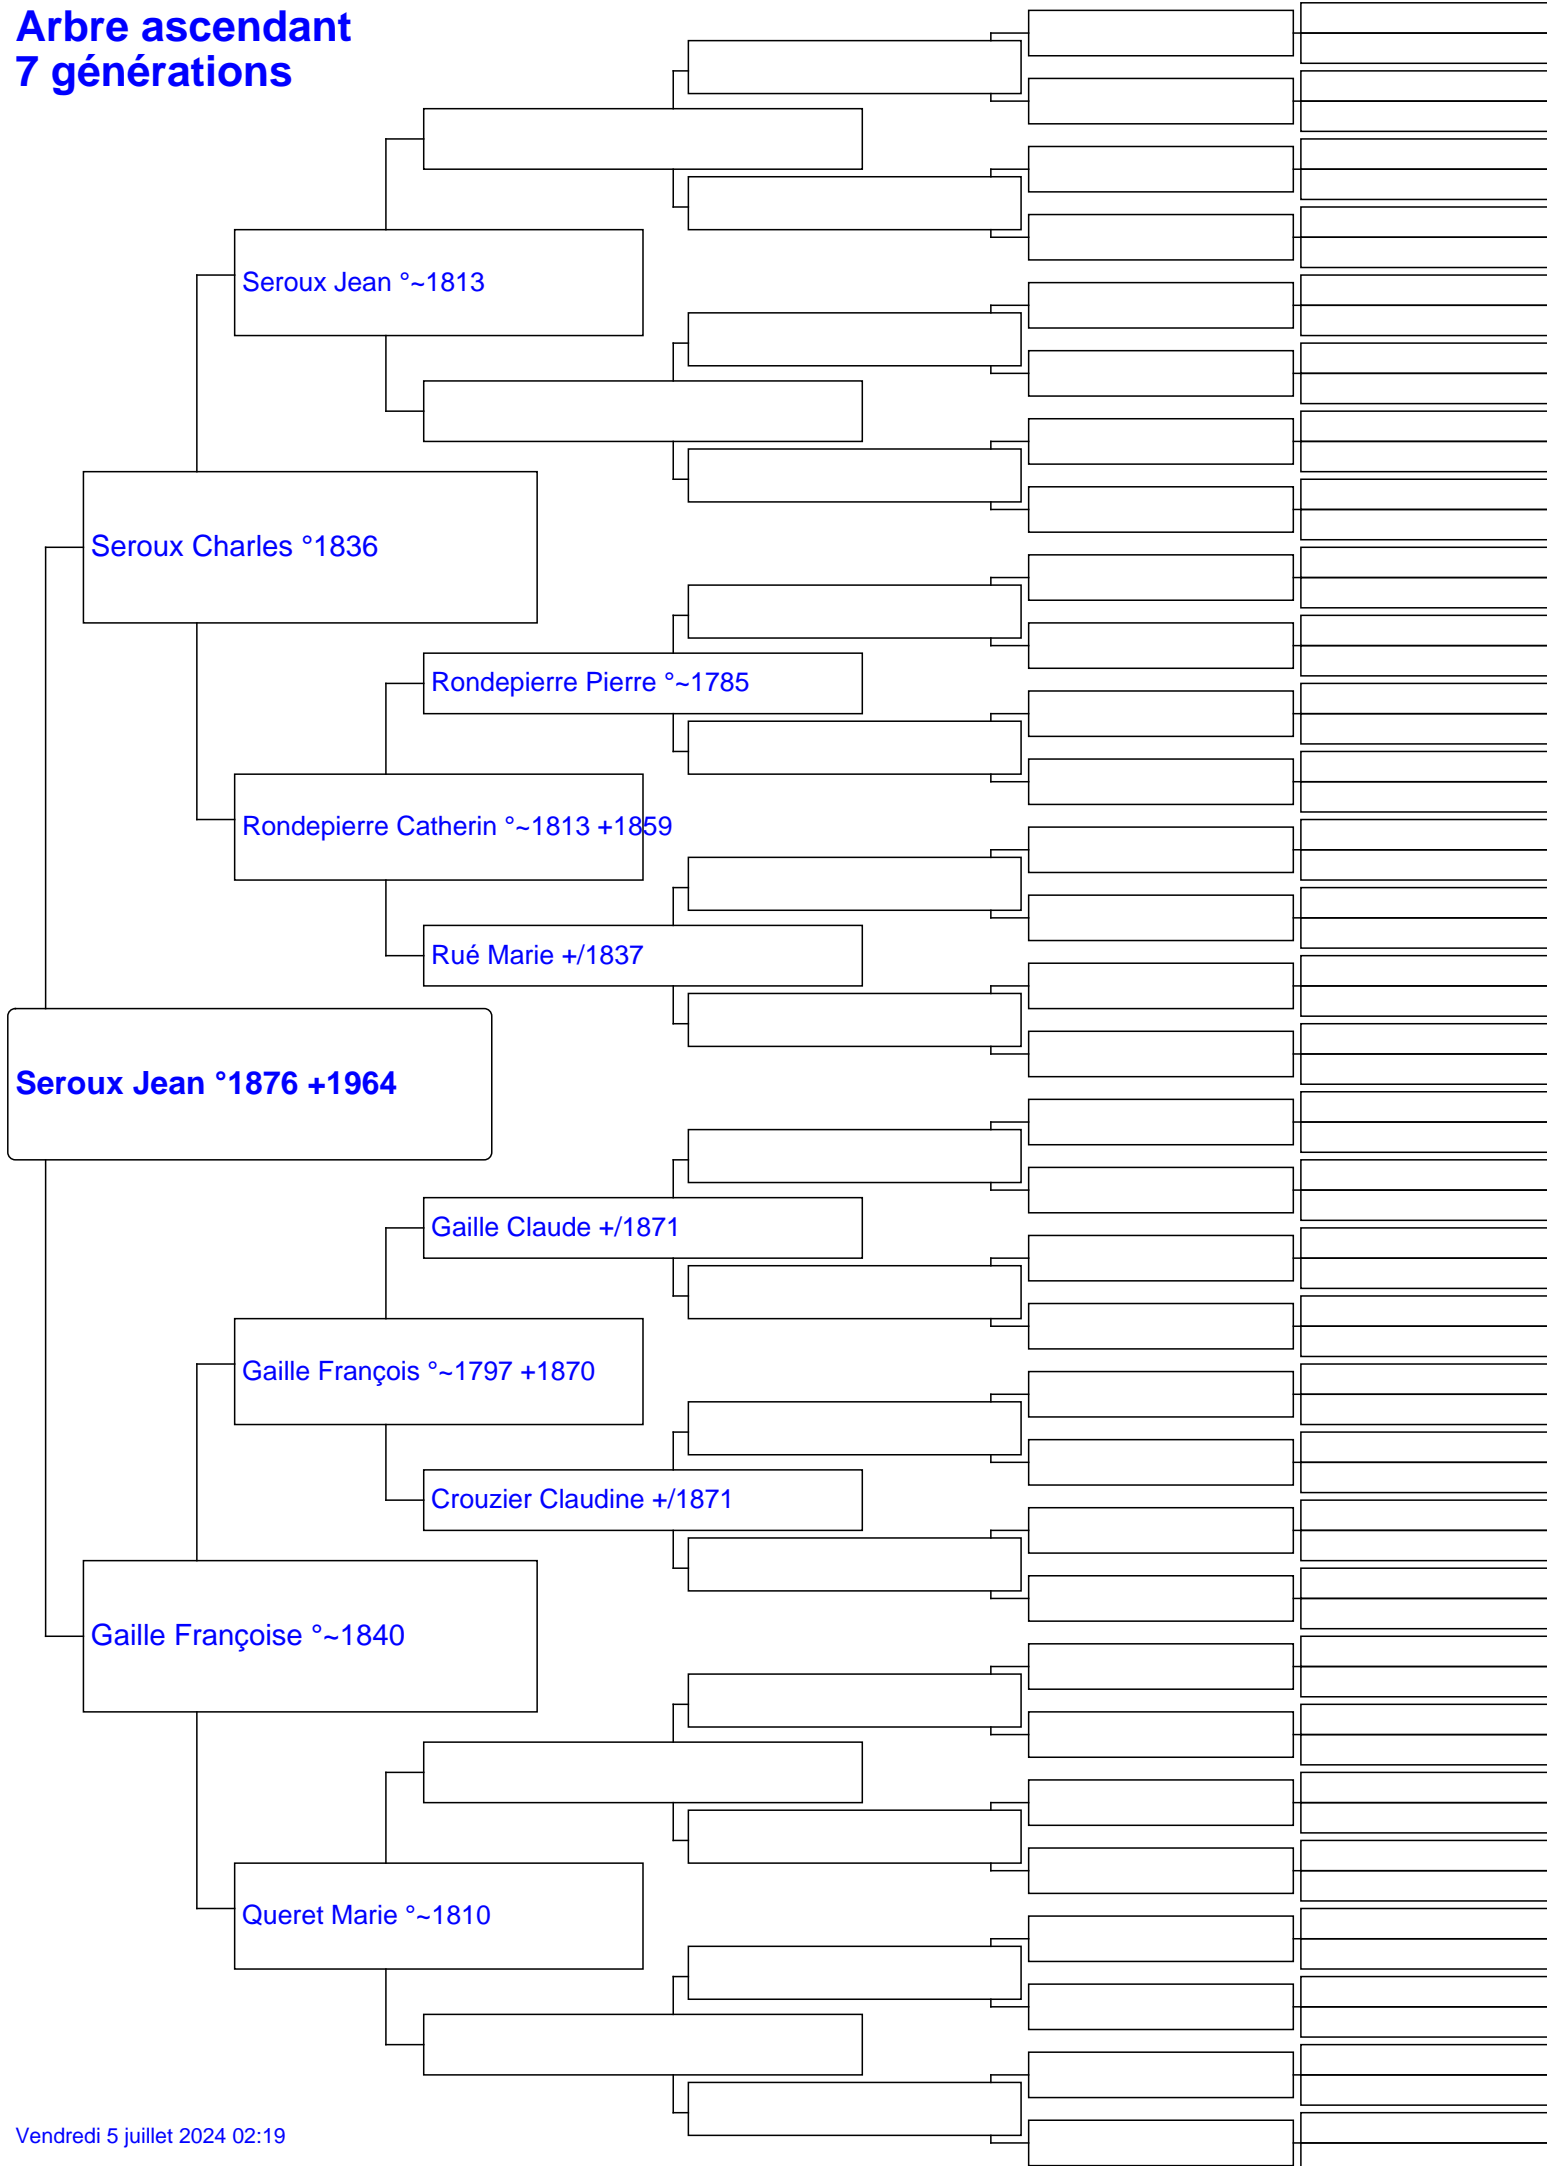 Arbre ascendant
7 générations
Seroux Jean °~1813
Seroux Charles °1836
Rondepierre Pierre °~1785
Rondepierre Catherin °~1813 +1859
Rué Marie +/1837
Seroux Jean °1876 +1964
Gaille Claude +/1871
Gaille François °~1797 +1870
Crouzier Claudine +/1871
Gaille Françoise °~1840
Queret Marie °~1810
Vendredi 5 juillet 2024 02:19